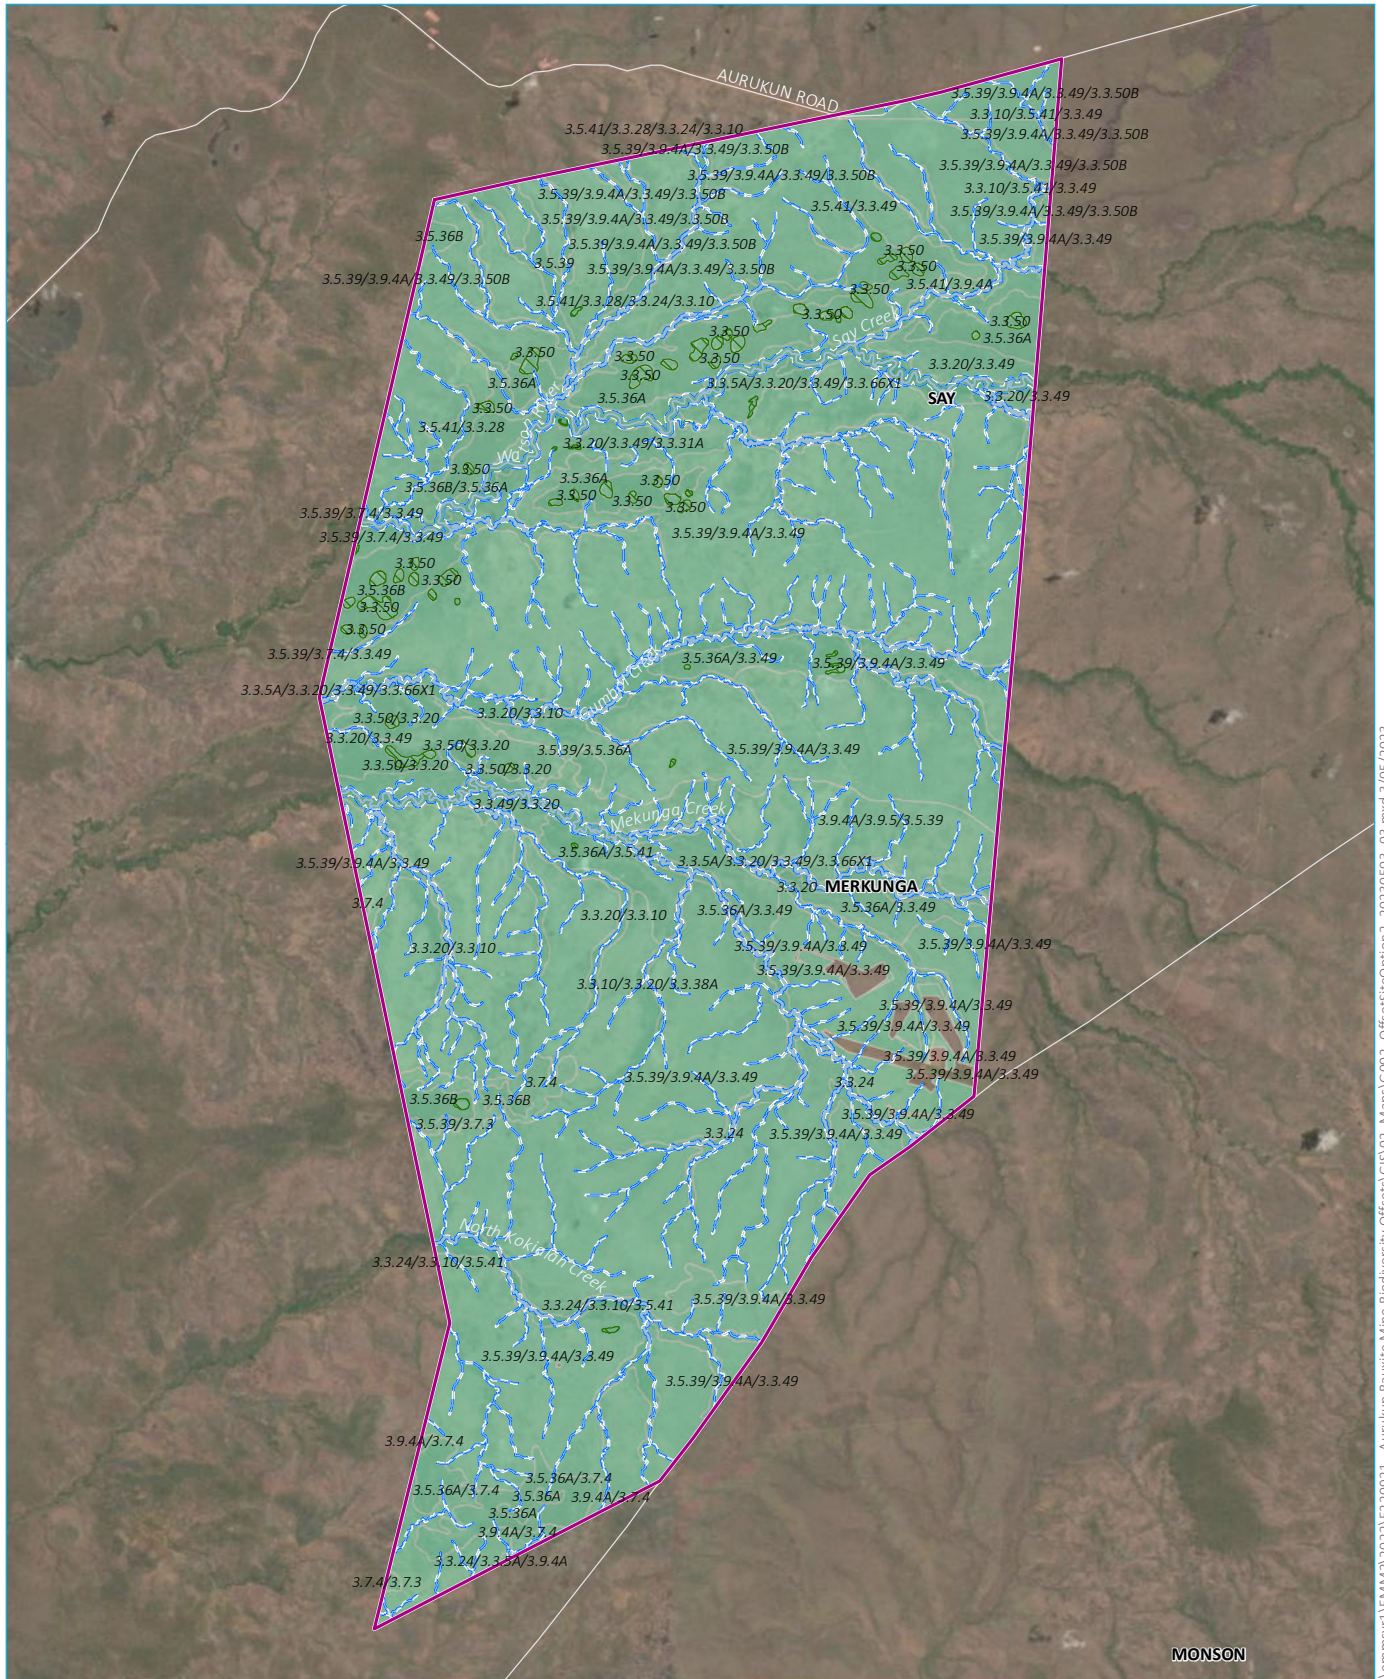 AURUKUN ROAD
3.5.39/3.9.4A/3.3.49/3.3.50B
3.3.10/3.5.41/3.3.49
3.5.41/3.3.28/3.3.24/3.3.10
3.5.39/3.9.4A/3.3.49/3.3.50B
3.5.39/3.9.4A/3.3.49/3.3.50B
3.5.39/3.9.4A/3.3.49/3.3.50B
3.5.39/3.9.4A/3.3.49/3.3.50B
3.3.10/3.5.41/3.3.49
3.5.39/3.9.4A/3.3.49/3.3.50B
3.5.41/3.3.49
3.5.39/3.9.4A/3.3.49/3.3.50B
3.5.39/3.9.4A/3.3.49/3.3.50B
3.5.36B
3.5.39/3.9.4A/3.3.49
3.5.39/3.9.4A/3.3.49/3.3.50B
3.3.50
3.5.39
3.5.39/3.9.4A/3.3.49/3.3.50B
3.3.50
3.5.39/3.9.4A/3.3.49/3.3.50B
3.5.41/3.9.4A
3.3.50
3.5.41/3.3.28/3.3.24/3.3.10
3.3.50
Say Creek
3.3.50
3.3.50
3.5.36A
3.3.50
3.3.50
3.3.50
3.3.20/3.3.49
3.3.50
3.5.36A
3.3.5A/3.3.20/3.3.49/3.3.66X1
3.5.36A
SAY
3.3.20/3.3.49
3.3.50
Watson River
3.5.41/3.3.28
3.3.20/3.3.49/3.3.31A
3.3.50
3.5.36A
3.3.50
3.5.36B/3.5.36A
3.3.50
3.3.50
3.3.50
3.5.39/3.7.4/3.3.49
3.5.39/3.7.4/3.3.49
3.5.39/3.9.4A/3.3.49
3.3.50
3.3.50
3.5.36B
3.3.50
3.3.50
3.5.39/3.7.4/3.3.49
3.5.36A/3.3.49
3.5.39/3.9.4A/3.3.49
Gumbol Creek
3.3.5A/3.3.20/3.3.49/3.3.66X1
3.3.20/3.3.10
3.3.50/3.3.20
3.3.20/3.3.49
3.3.50/3.3.20
3.5.39/3.5.36A
3.5.39/3.9.4A/3.3.49
3.3.50/3.3.20
3.3.50/3.3.20
3.3.49/3.3.20
Mekunga Creek
3.9.4A/3.9.5/3.5.39
3.5.36A/3.5.41
3.5.39/3.9.4A/3.3.49
3.3.5A/3.3.20/3.3.49/3.3.66X1
3.3.20
MERKUNGA
3.7.4
3.3.20/3.3.10
3.5.36A/3.3.49
3.5.36A/3.3.49
3.3.20/3.3.10
3.5.39/3.9.4A/3.3.49
3.5.39/3.9.4A/3.3.49
3.5.39/3.9.4A/3.3.49
3.3.10/3.3.20/3.3.38A
3.5.39/3.9.4A/3.3.49
3.5.39/3.9.4A/3.3.49
3.5.39/3.9.4A/3.3.49
3.5.39/3.9.4A/3.3.49
3.7.4
3.5.39/3.9.4A/3.3.49
3.3.24
3.5.36B
3.5.36B
3.5.39/3.9.4A/3.3.49
3.5.39/3.7.3
3.3.24
3.5.39/3.9.4A/3.3.49
North Kokialah Creek
3.3.24/3.3.10/3.5.41
3.3.24/3.3.10/3.5.41
3.5.39/3.9.4A/3.3.49
3.5.39/3.9.4A/3.3.49
3.5.39/3.9.4A/3.3.49
3.9.4A/3.7.4
3.5.36A/3.7.4
3.5.36A/3.7.4
3.5.36A
3.9.4A/3.7.4
3.5.36A
3.9.4A/3.7.4
3.3.24/3.3.5A/3.9.4A
3.7.4/3.7.3
MONSON